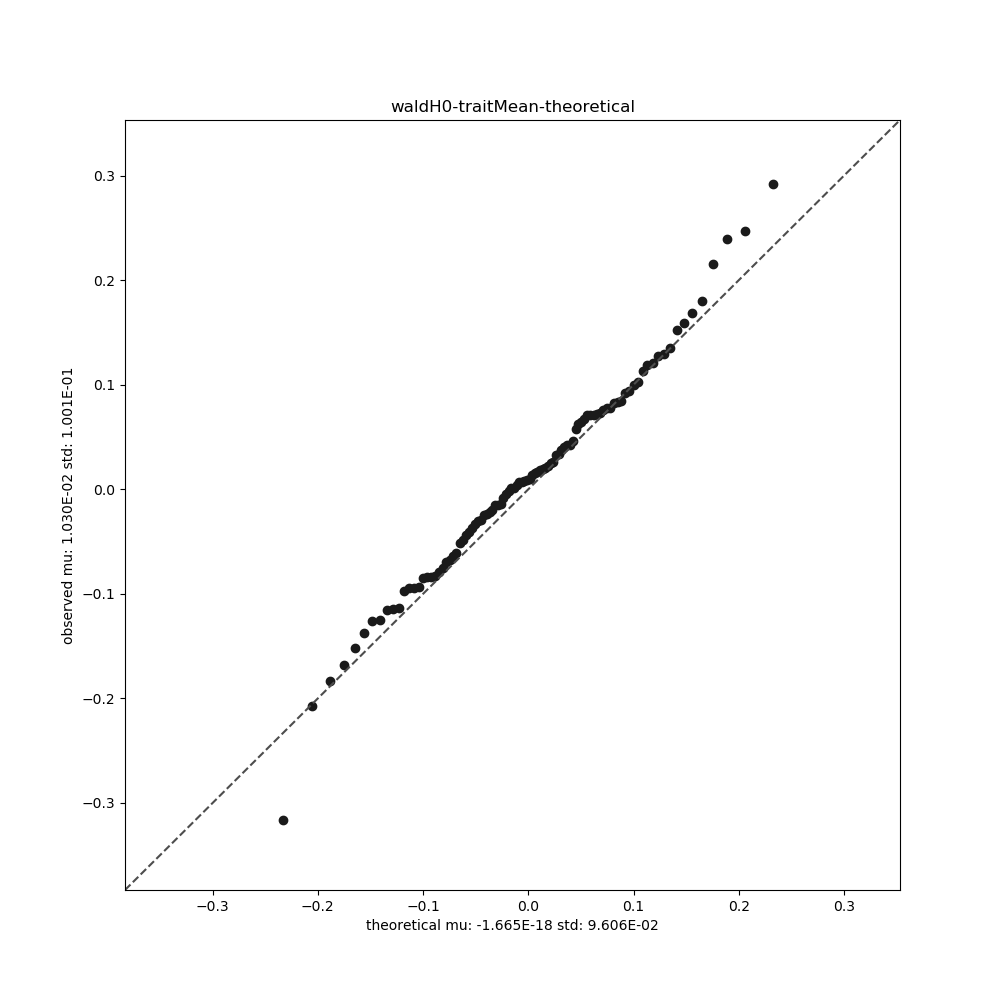 waldH0-traitMean-theoretical
observed mu: 1.030E-02 std: 1.001E-01
0.3
0.2
0.1
0.0
−0.1
−0.2
−0.3
−0.3 −0.2 −0.1 0.0 0.1 0.2 0.3
theoretical mu: -1.665E-18 std: 9.606E-02